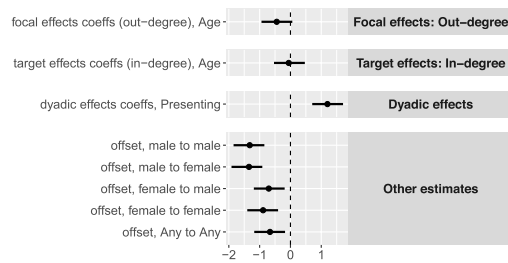 focal effects coeffs (out−degree), Age Focal effects: Out−degree
target effects coeffs (in−degree), Age Target effects: In−degree
dyadic effects coeffs, Presenting Dyadic effects
offset, male to male
offset, male to female
offset, female to male Other estimates
offset, female to female
offset, Any to Any
−2 −1 0 1